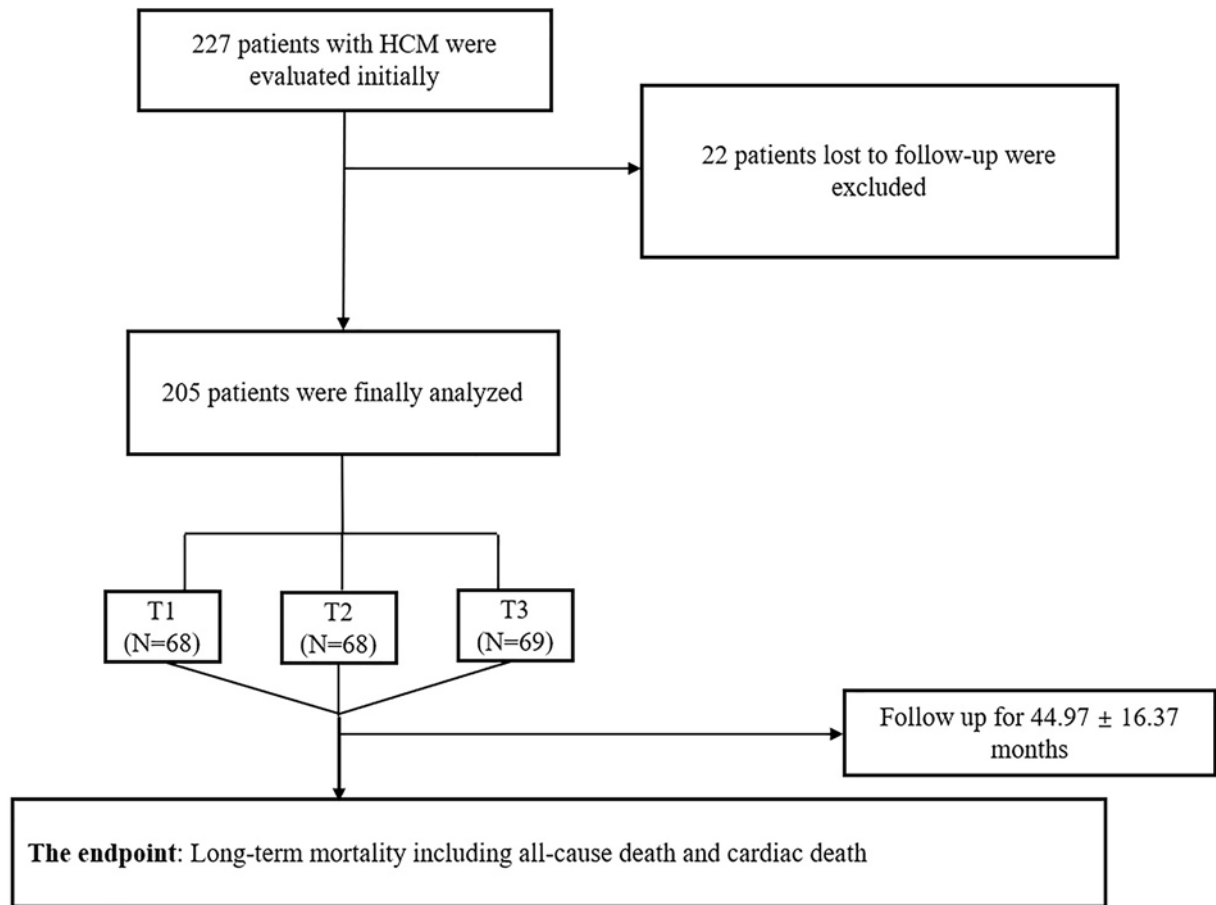 227 patients with HCM were
evaluated initially
22 patients lost to follow-up were
excluded
205 patients were finally analyzed
T1
(N=68)
T2
(N=68)
T3
(N=69)
Follow up for 44.97 ± 16.37
months
The endpoint: Long-term mortality including all-cause death and cardiac death